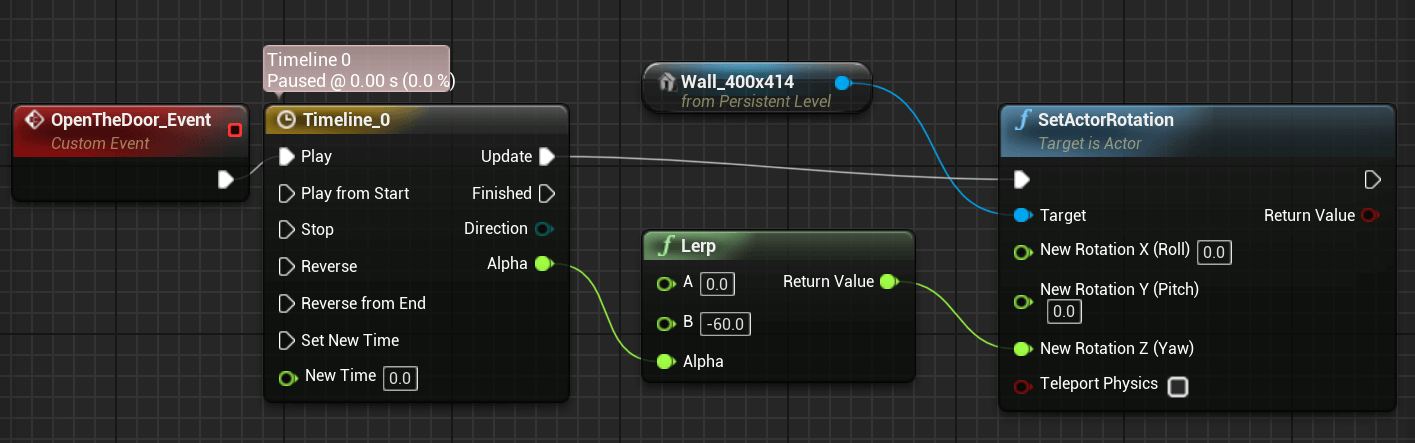 Timeline 0
Paused @ 0.00 s (0.0 %)
OpenTheDoor_Event
Custom Event
Timeline_0
Play
Update
Play from Start
Finished
Stop
Direction
Reverse
Alpha
Reverse from End
Set New Time
New Time 0.0
Wall_400x414
from Persistent Level
Lerp
A 0.0
Return Value
B -60.0
Alpha
SetActorRotation
Target is Actor
Target
Return Value
New Rotation X (Roll) 0.0
New Rotation Y (Pitch)
0.0
New Rotation Z (Yaw)
Teleport Physics